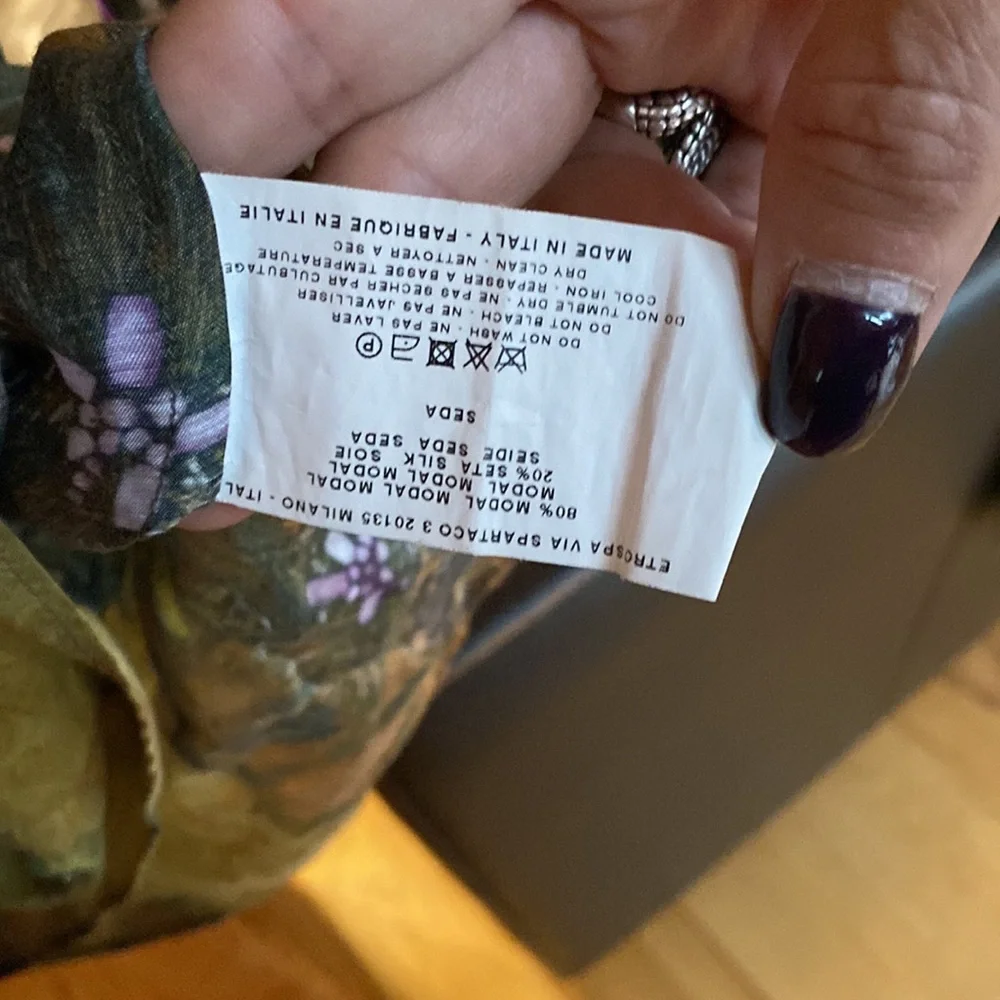 ETROSPA VIA SPARTACO 3 20135 MILANO - ITAL
80% MODAL MODAL MODAL
MODAL MODAL MODAL
20% SETA SILK SOIE
SEIDE SEDA SEDA
SEDA
P
DO NOT WASH - NE PAS LAVER
DO NOT BLEACH - NE PAS JAVELLISER
DO NOT TUMBLE DRY - NE PAS SECHER PAR CULBUTAGE
COOL IRON - REPASSER A BASSE TEMPERATURE
DRY CLEAN - NETTOYER A SEC
MADE IN ITALY - FABRIQUE EN ITALIE